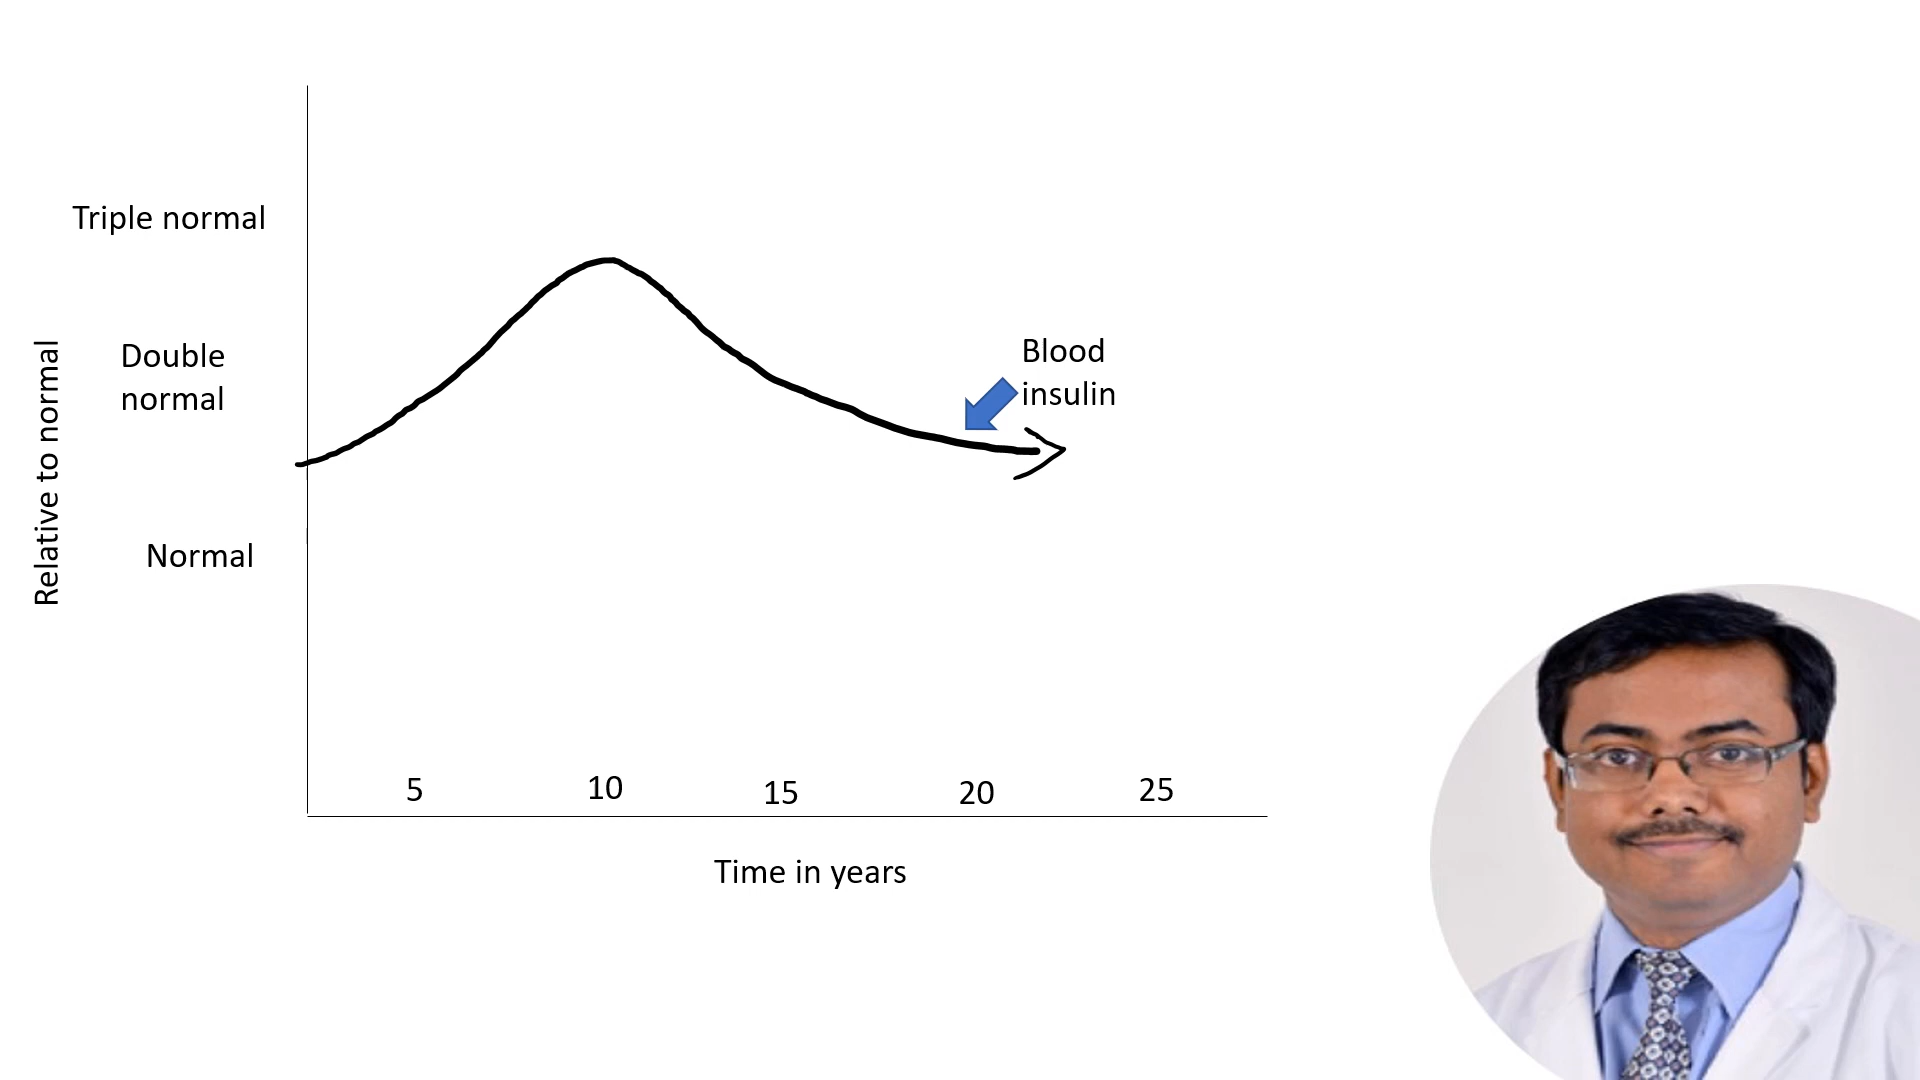 Triple normal
Double
normal
Relative to normal
Normal
Blood
insulin
5
10
15
20
25
Time in years